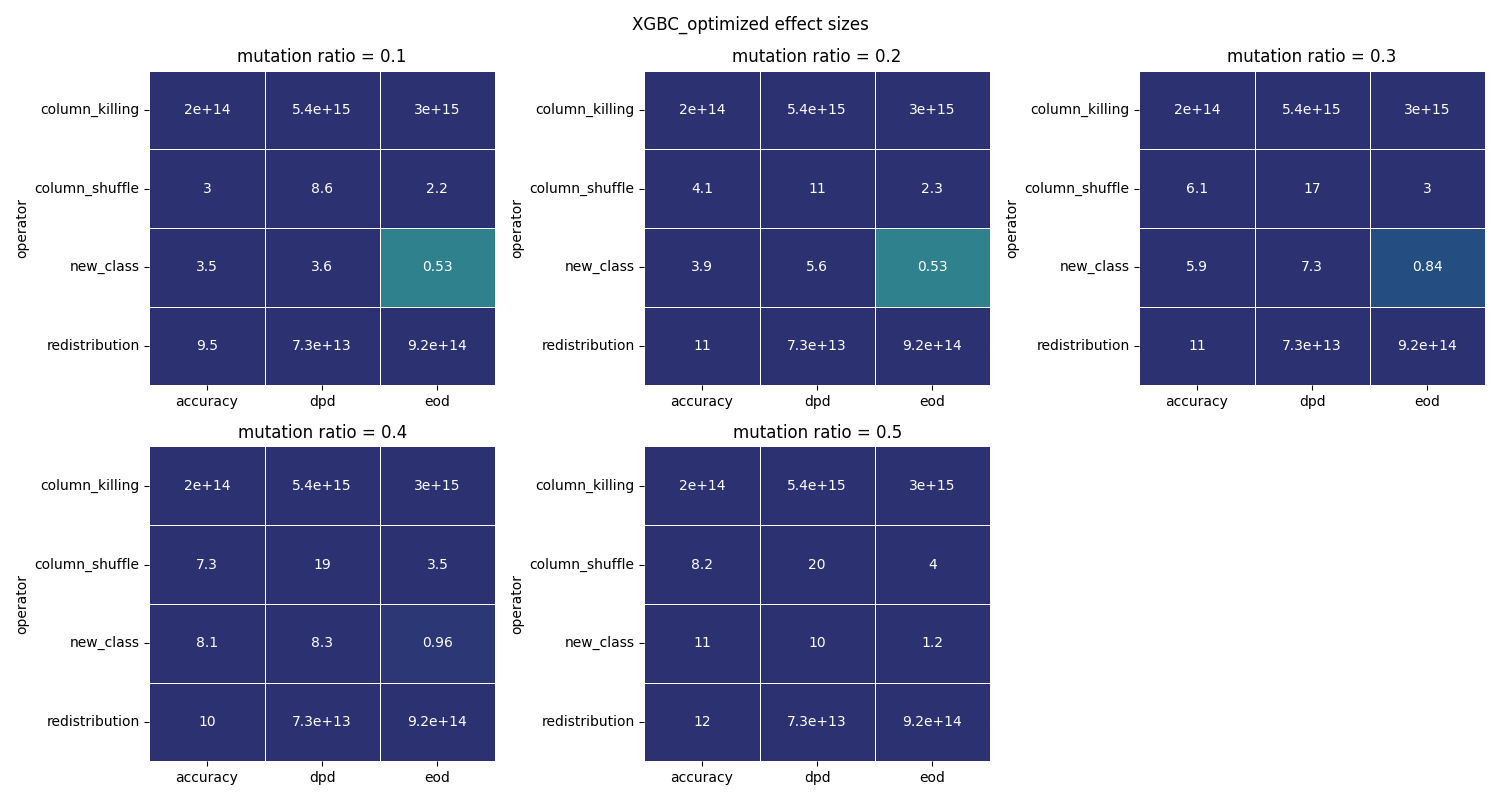 XGBC_optimized effect sizes
mutation ratio = 0.1
column_killing 2e+14 5.4e+15 3e+15
column_shuffle 3 8.6 2.2
new_class 3.5 3.6 0.53
redistribution 9.5 7.3e+13 9.2e+14
accuracy dpd eod
operator
mutation ratio = 0.2
column_killing 2e+14 5.4e+15 3e+15
column_shuffle 4.1 11 2.3
new_class 3.9 5.6 0.53
redistribution 11 7.3e+13 9.2e+14
accuracy dpd eod
operator
mutation ratio = 0.3
column_killing 2e+14 5.4e+15 3e+15
column_shuffle 6.1 17 3
new_class 5.9 7.3 0.84
redistribution 11 7.3e+13 9.2e+14
accuracy dpd eod
operator
mutation ratio = 0.4
column_killing 2e+14 5.4e+15 3e+15
column_shuffle 7.3 19 3.5
new_class 8.1 8.3 0.96
redistribution 10 7.3e+13 9.2e+14
accuracy dpd eod
operator
mutation ratio = 0.5
column_killing 2e+14 5.4e+15 3e+15
column_shuffle 8.2 20 4
new_class 11 10 1.2
redistribution 12 7.3e+13 9.2e+14
accuracy dpd eod
operator